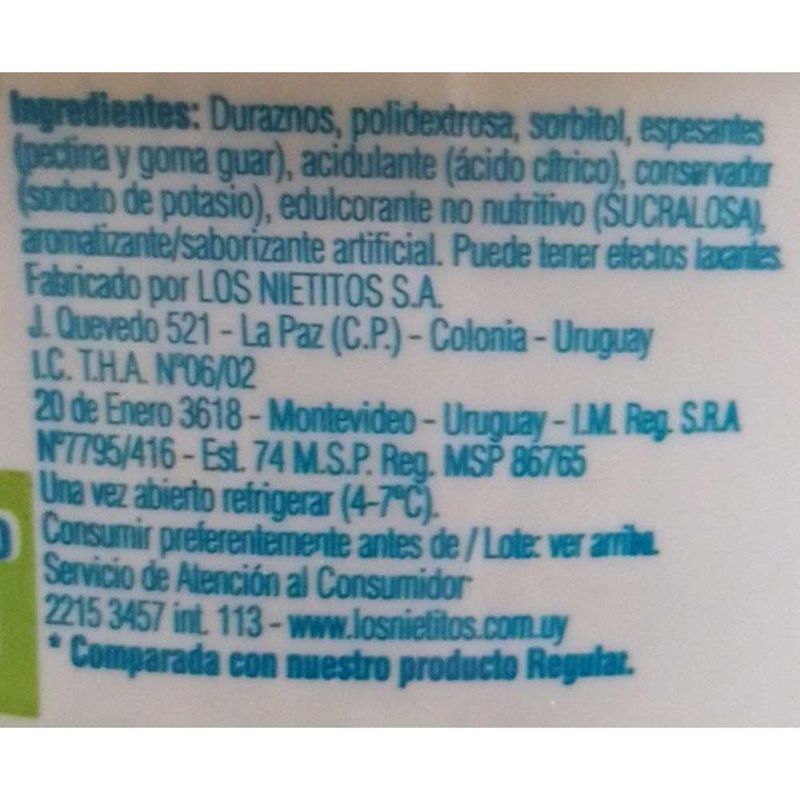 Ingredientes: Duraznos, polidextrosa, sorbitol, espesantes
(pectina y goma guar), acidulante (ácido cítrico), conservador
(sorbato de potasio), edulcorante no nutritivo (SUCRALOSA),
aromatizante/saborizante artificial. Puede tener efectos laxantes.
Fabricado por LOS NIETITOS S.A.
J. Quevedo 521 - La Paz (C.P.) - Colonia - Uruguay
I.C. T.H.A. Nº06/02
20 de Enero 3618 - Montevideo - Uruguay - I.M. Reg. S.R.A
Nº7795/416 - Est. 74 M.S.P. Reg. MSP 86765
Una vez abierto refrigerar (4-7ºC).
Consumir preferentemente antes de / Lote: ver arriba.
Servicio de Atención al Consumidor
2215 3457 int. 113 - www.losnietitos.com.uy
* Comparada con nuestro producto Regular.